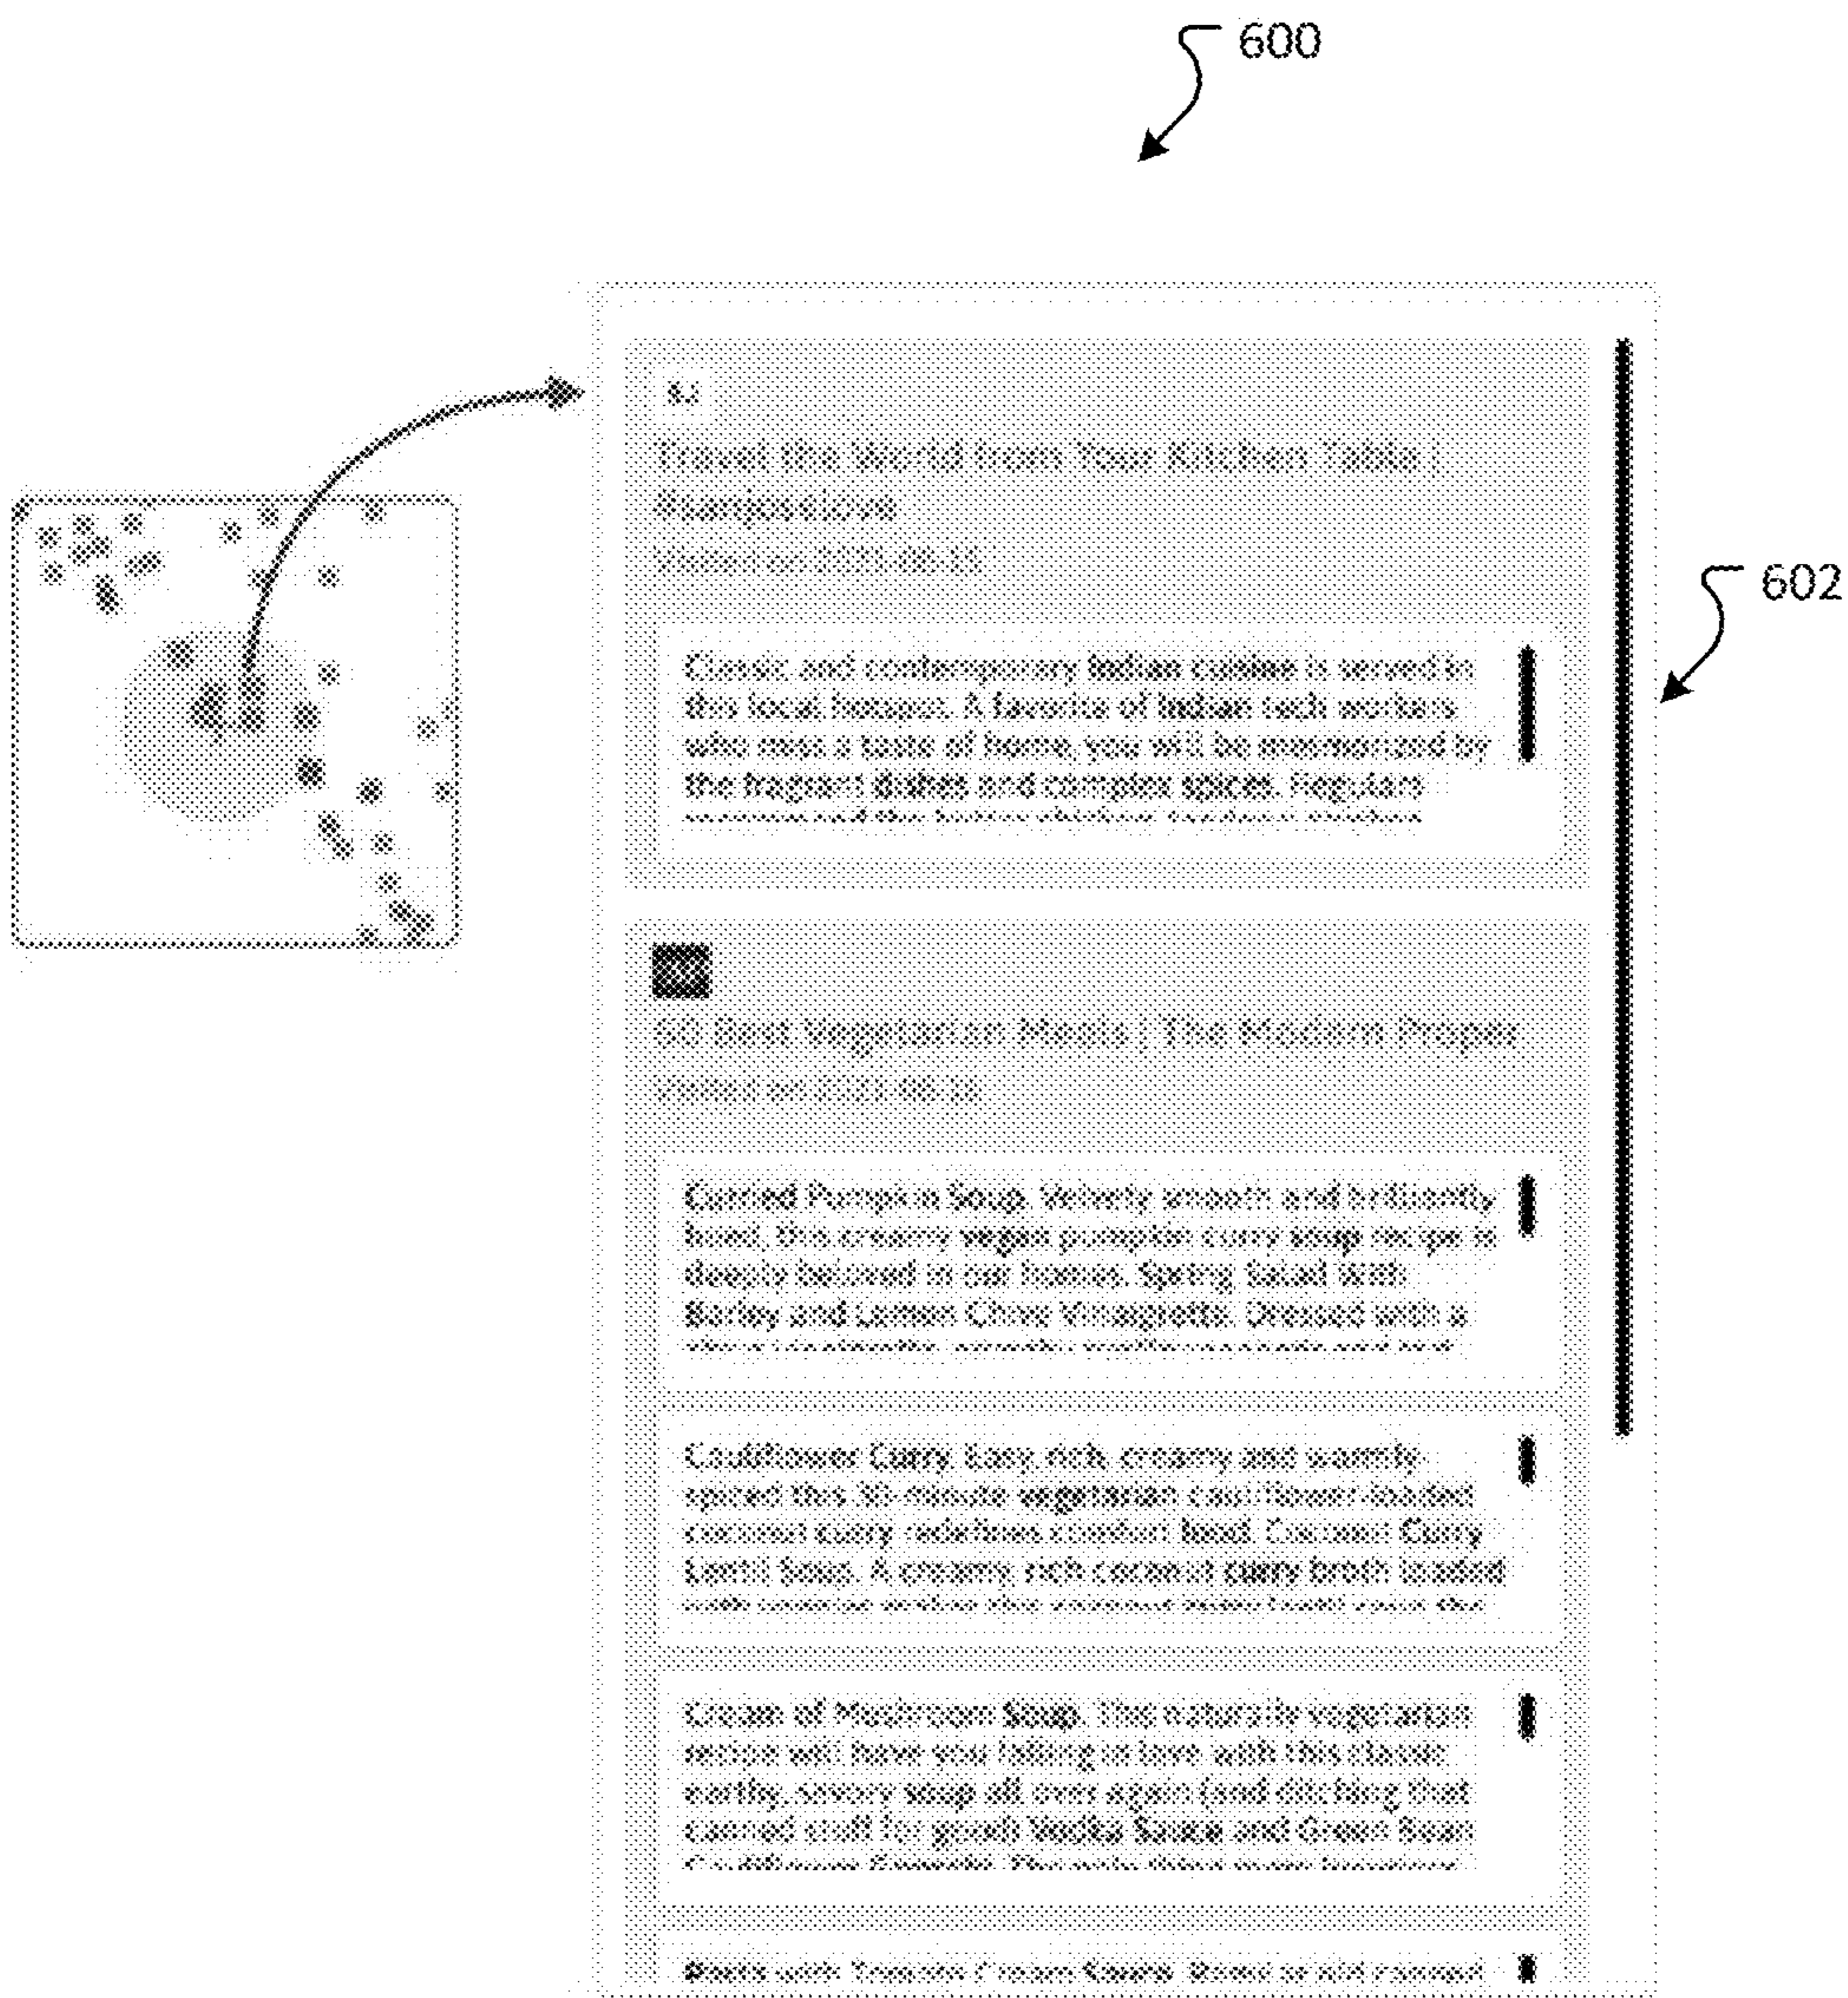 600
602
Travel the World from Your Kitchen Table |
2021-08-11
Classic and contemporary Indian cuisine is served in
this local hotspot. A favorite of Indian tech workers
who miss a taste of home, you will be mesmerized by
the fragrant dishes and complex spices. Regulars
60 Best Vegetarian Meals | The Modern Proper
Curried Pumpkin Soup. Velvety smooth and brilliantly
hued, this creamy vegan pumpkin curry soup recipe is
deeply beloved in our homes. Spring Salad With
Barley and Lemon Chive Vinaigrette. Dressed with a
Cauliflower Curry. Easy, rich, creamy and warmly
spiced this 30-minute vegetarian cauliflower-loaded
coconut curry redefines comfort food. Coconut Curry
Lentil Soup. A creamy, rich coconut curry broth loaded
Cream of Mushroom Soup. This naturally vegetarian
recipe will have you falling in love with this classic
earthy, savory soup all over again (and ditching that
canned stuff for good). Vodka Sauce and Green Bean
with Tomato Cream Sauce.